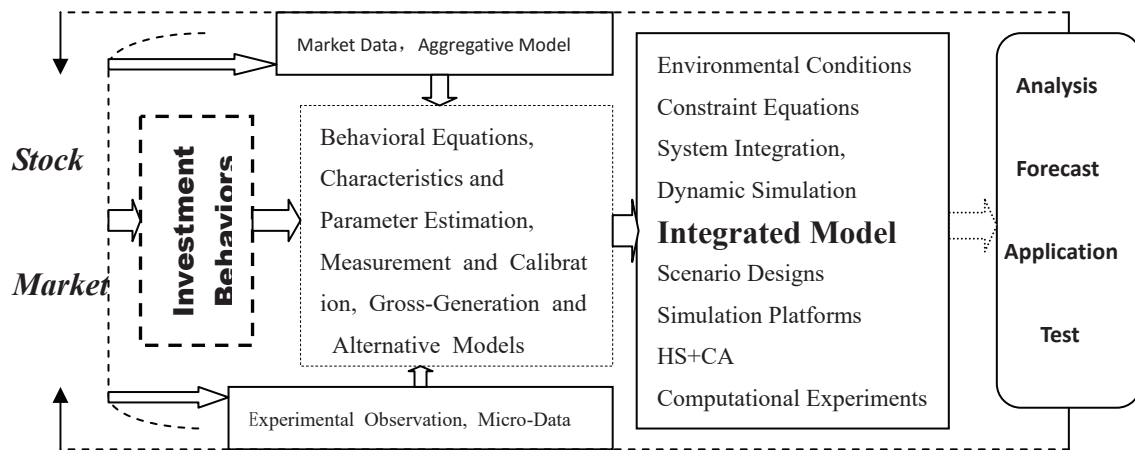 Market Data，Aggregative Model
Stock
Market
Investment
Behaviors
Behavioral Equations,
Characteristics and
Parameter Estimation,
Measurement and Calibrat
ion, Gross-Generation and
Alternative Models
Experimental Observation, Micro-Data
Environmental Conditions
Constraint Equations
System Integration,
Dynamic Simulation
Integrated Model
Scenario Designs
Simulation Platforms
HS+CA
Computational Experiments
Analysis
Forecast
Application
Test